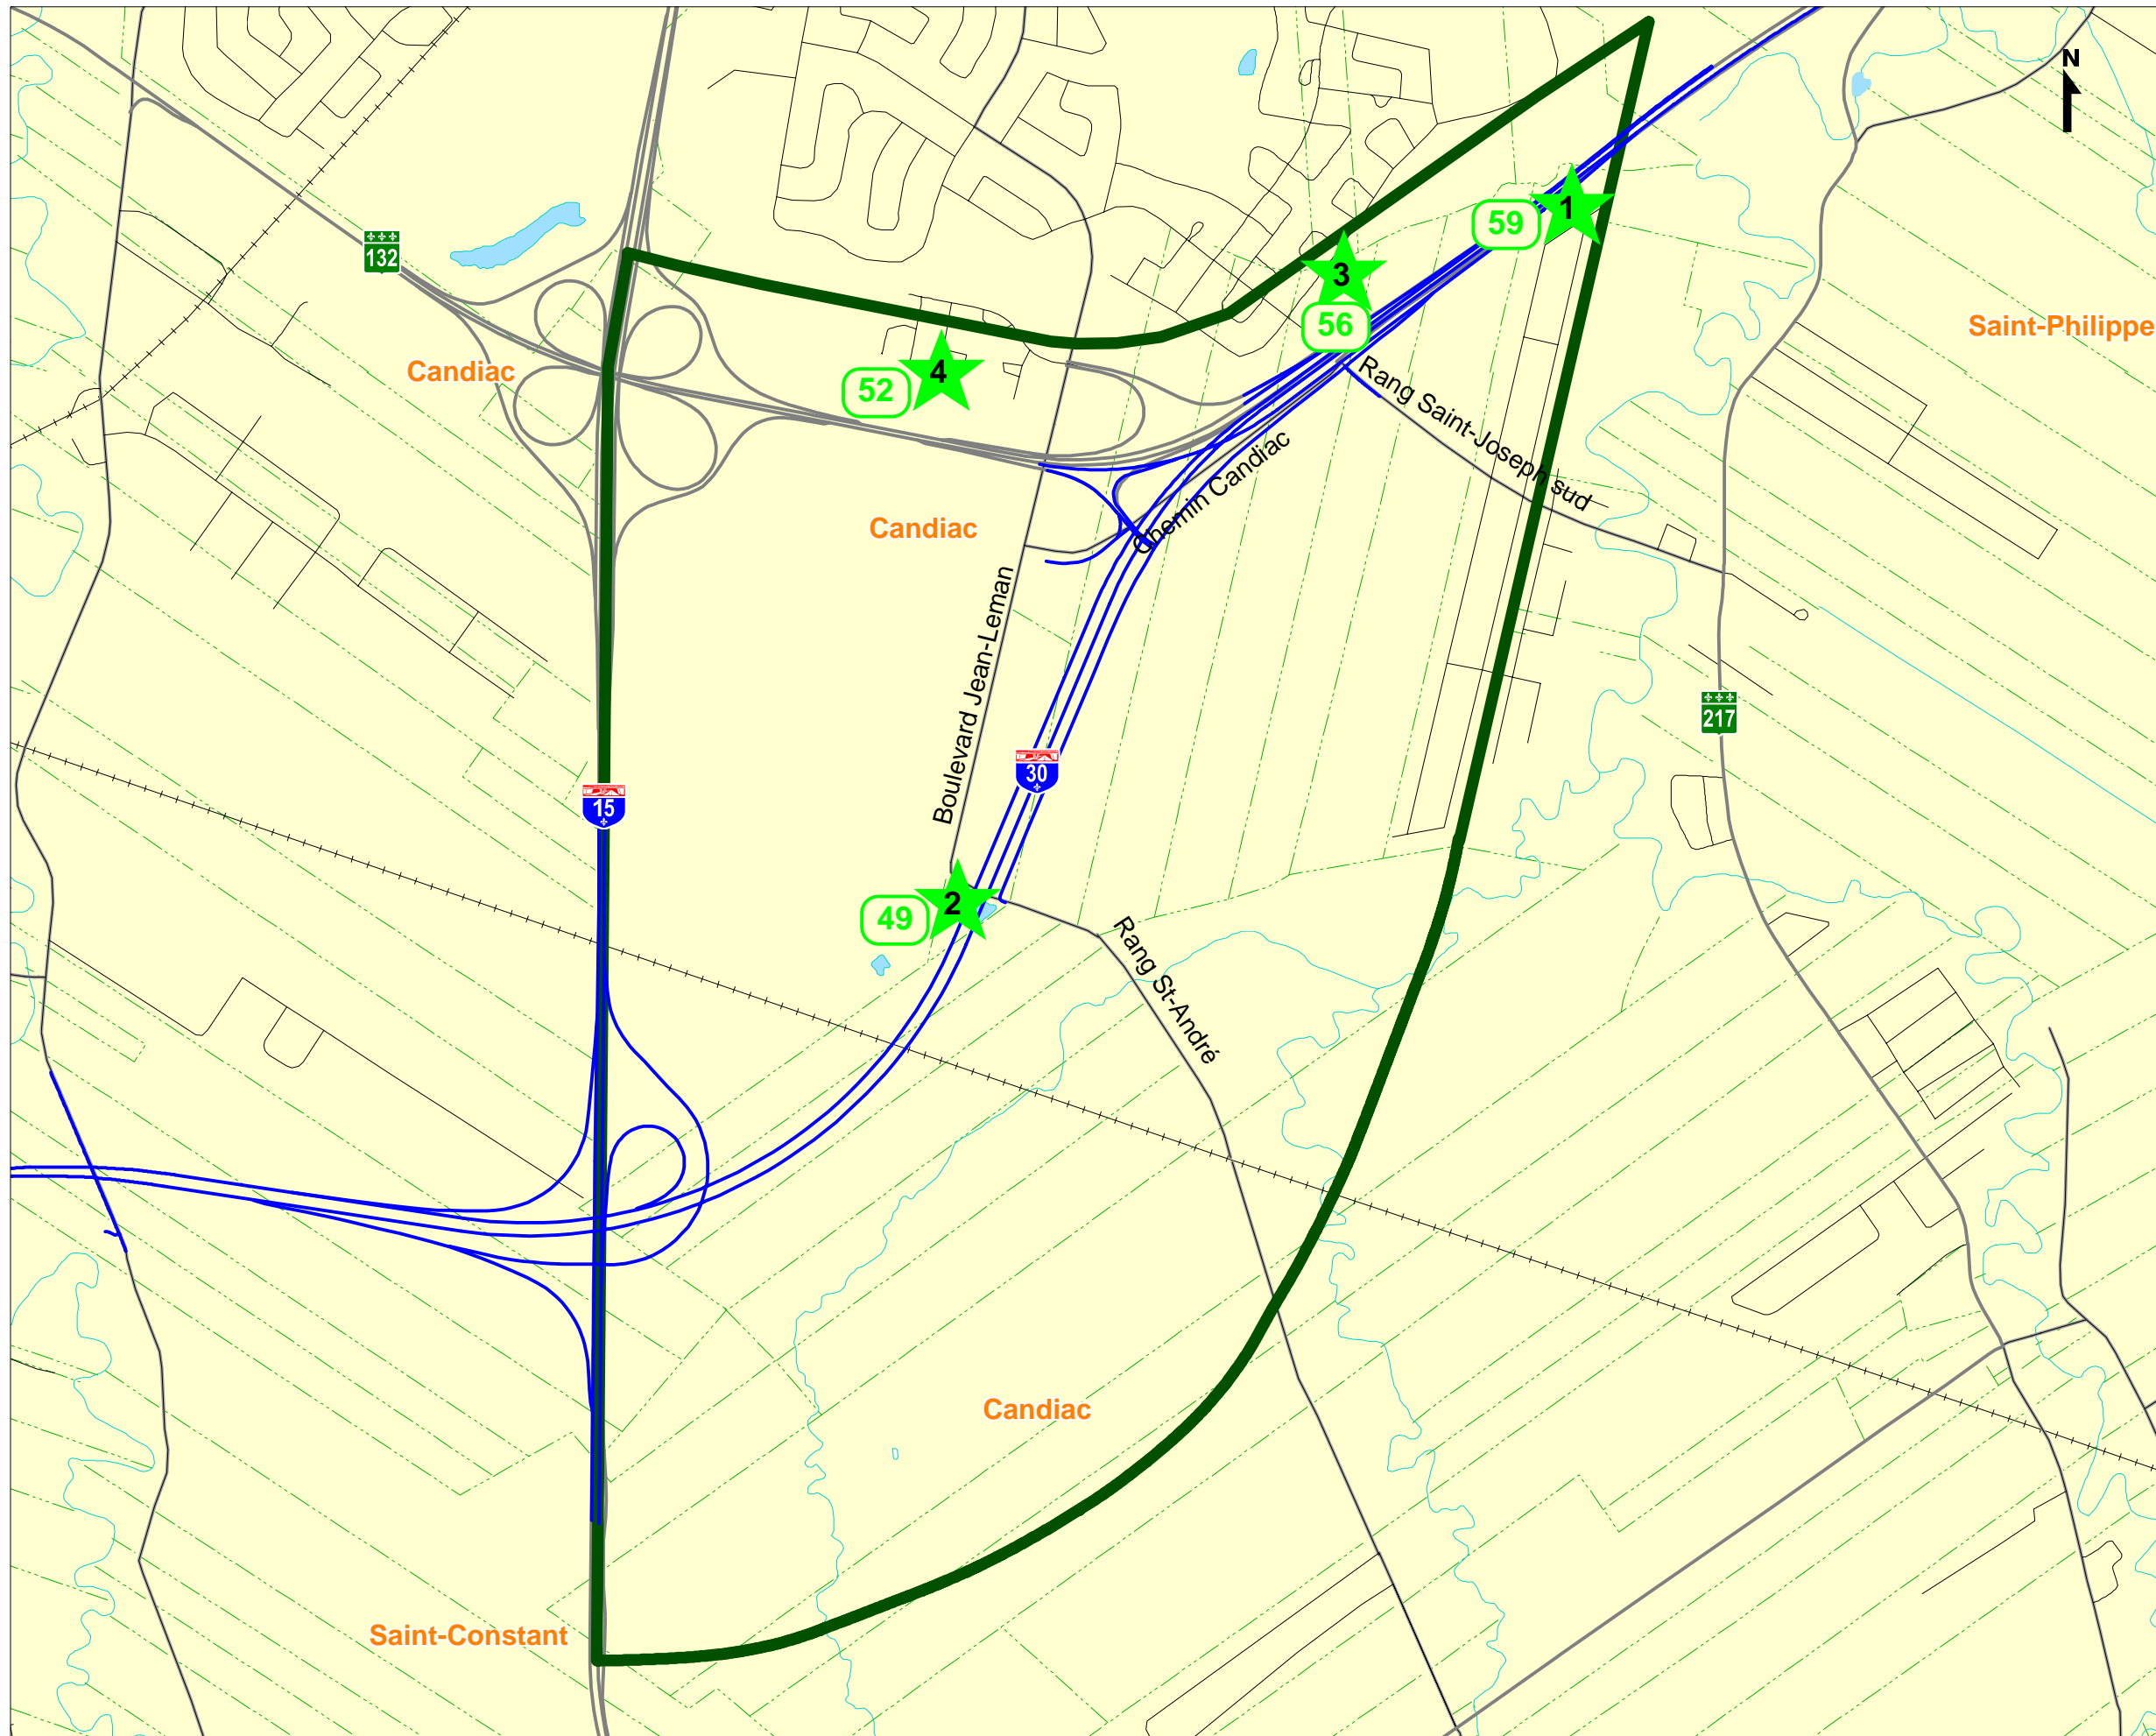 N
132
1
59
3
56
Saint-Philippe
Candiac
4
52
Rang Saint-Joseph sud
Chemin Candiac
Candiac
Boulevard Jean-Leman
217
30
15
2
49
Rang St-André
Candiac
Saint-Constant